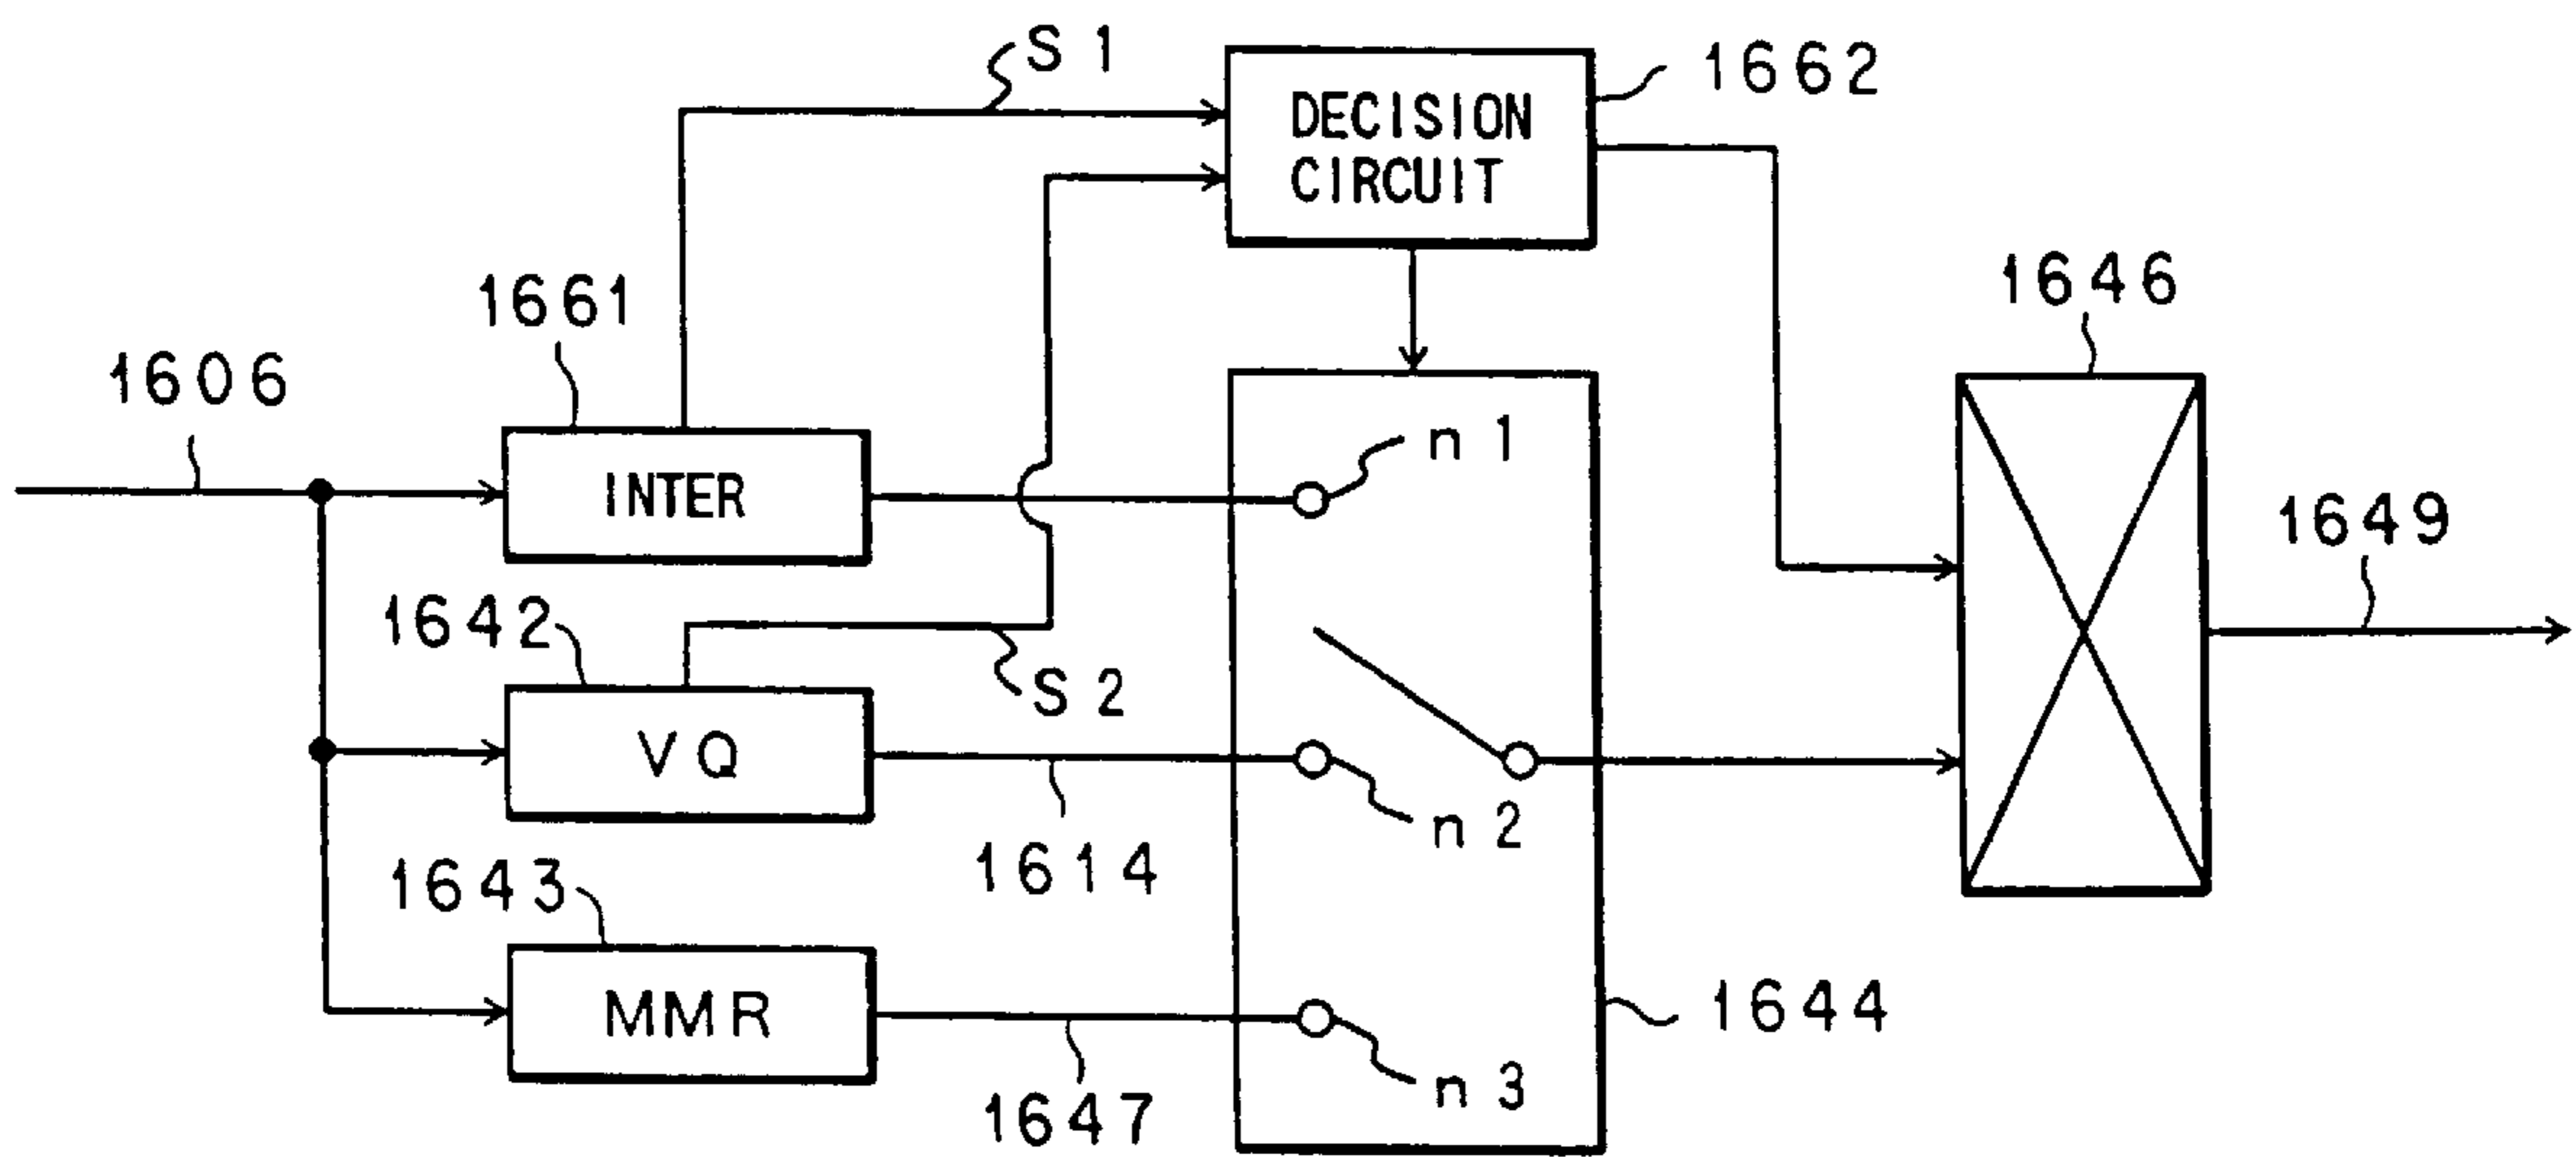 S1
1662
DECISION
CIRCUIT
1646
1661
1606
n1
INTER
1649
1642
S2
VQ
n2
1614
1643
1644
MMR
n3
1647